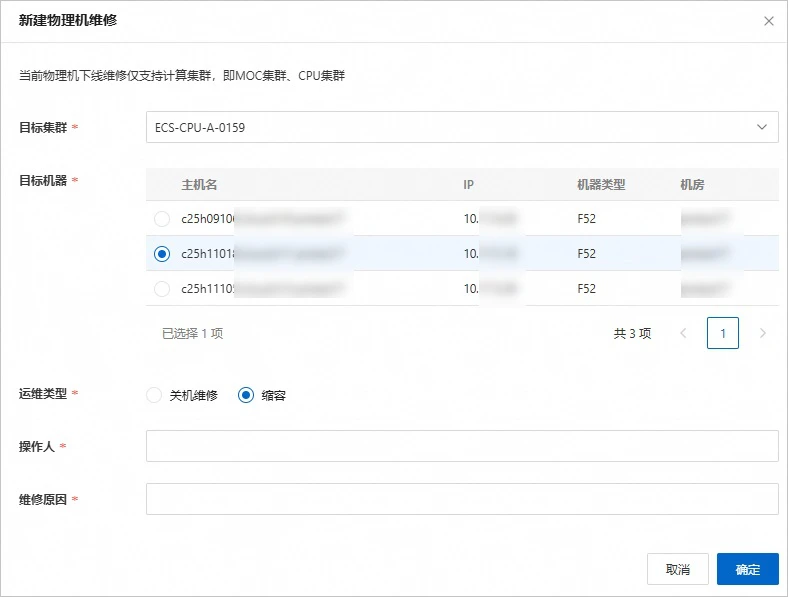 新建物理机维修
当前物理机下线维修仅支持计算集群，即MOC集群、CPU集群
目标集群 * ECS-CPU-A-0159
目标机器 *
主机名 IP 机器类型 机房
c25h0910 10. F52
c25h1101 10. F52
c25h1110 10. F52
已选择 1 项 共 3 项 1
运维类型 * 关机维修 缩容
操作人 *
维修原因 *
取消 确定